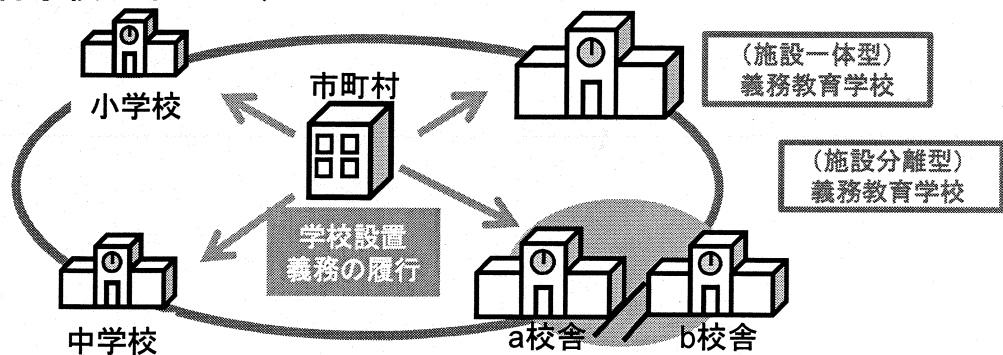 小学校
市町村
(施設一体型)
義務教育学校
(施設分離型)
義務教育学校
学校設置
義務の履行
中学校
a校舎
b校舎